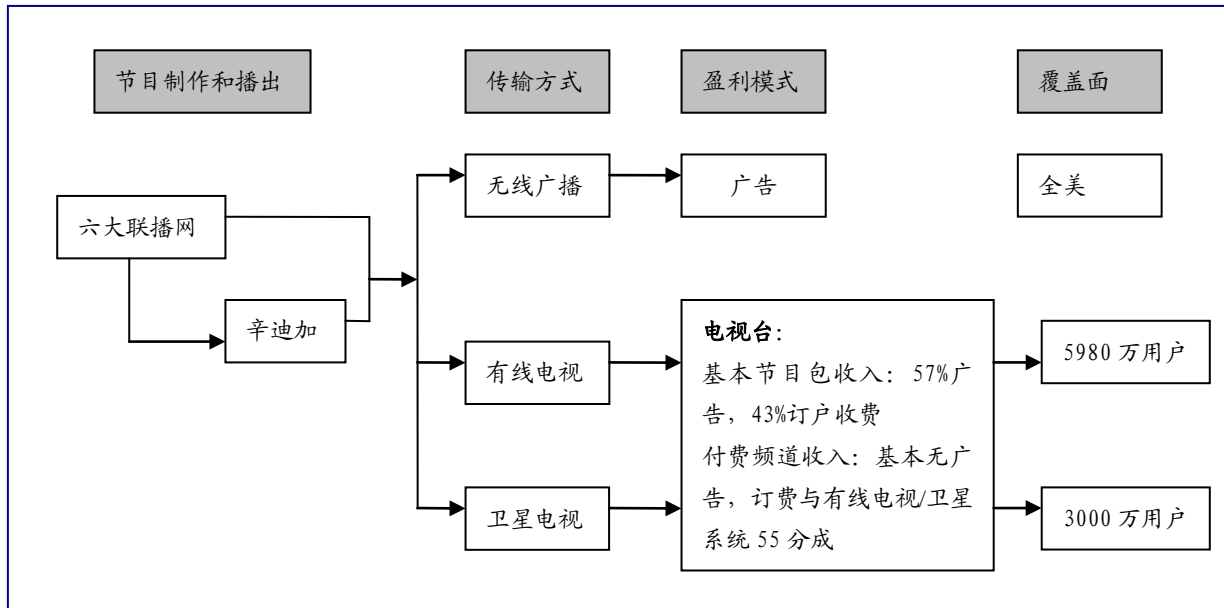 节目制作和播出
传输方式
盈利模式
覆盖面
无线广播
广告
全美
六大联播网
辛迪加
有线电视
卫星电视
电视台：
基本节目包收入：57%广
告，43%订户收费
付费频道收入：基本无广
告，订费与有线电视/卫星
系统 55 分成
5980 万用户
3000 万用户